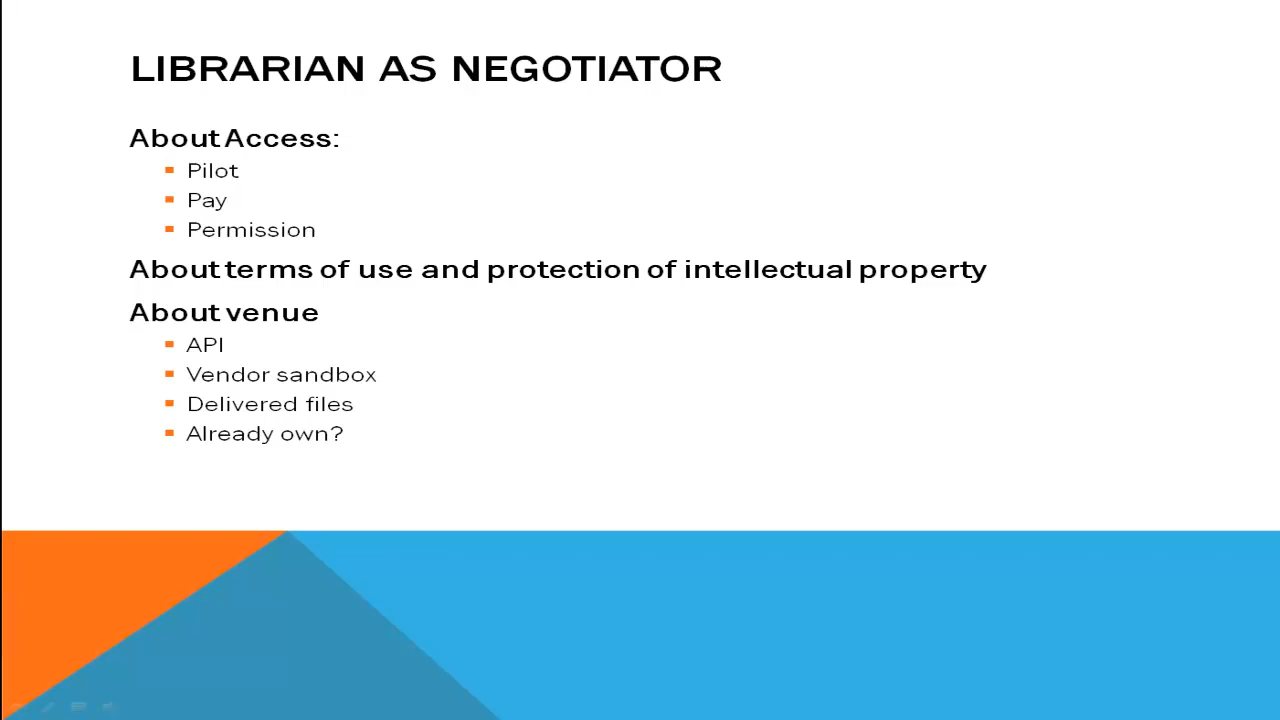 LIBRARIAN AS NEGOTIATOR
About Access:
Pilot
Pay
Permission
About terms of use and protection of intellectual property
About venue
API
Vendor sandbox
Delivered files
Already own?